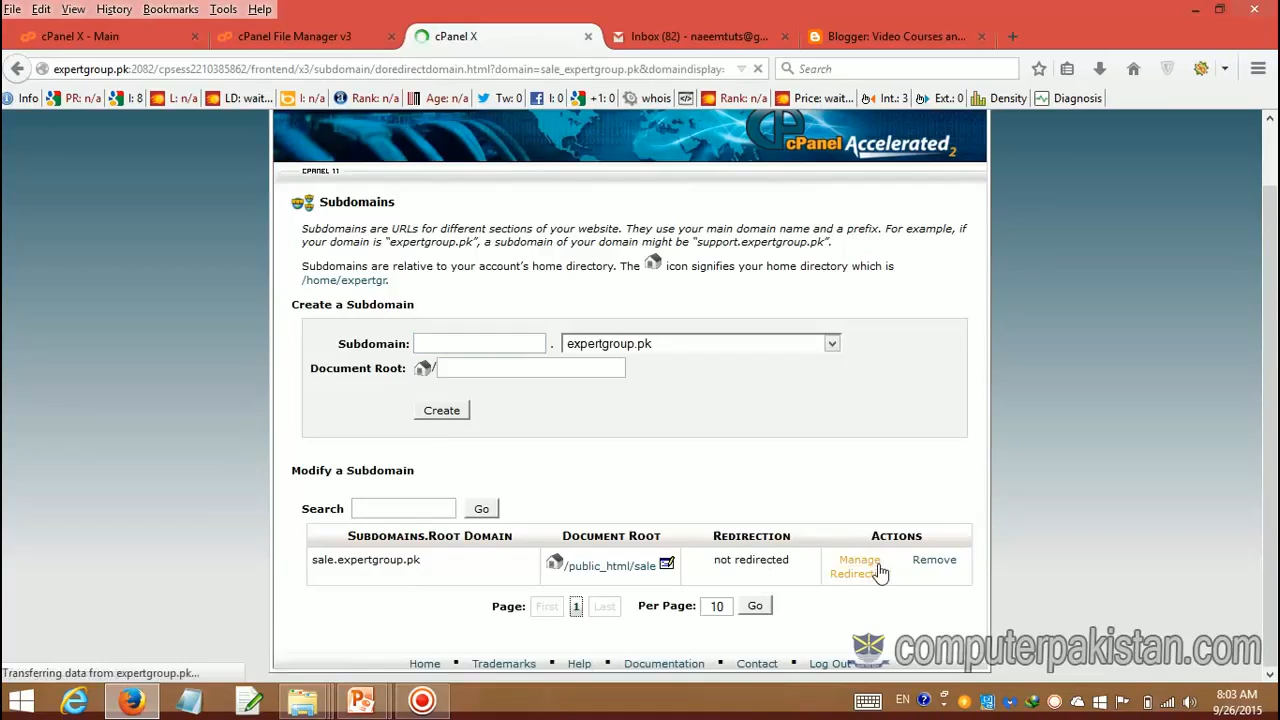 File Edit View History Bookmarks Tools Help
cPanel X - Main × cPanel File Manager v3 × cPanel X × Inbox (82) - naeemtuts@g... × Blogger: Video Courses an... × +
expertgroup.pk:2082/cpsess2210385862/frontend/x3/subdomain/doredirectdomain.html?domain=sale_expertgroup.pk&domaindisplay: Search
Info PR: n/a I: 8 L: n/a LD: wait... I: n/a Rank: n/a Age: n/a Tw: 0 I: 0 +1: 0 whois Rank: n/a Price: wait... Int.: 3 Ext.: 0 Density Diagnosis
cPanel Accelerated 2
CPANEL 11
Subdomains
Subdomains are URLs for different sections of your website. They use your main domain name and a prefix. For example, if
your domain is “expertgroup.pk”, a subdomain of your domain might be “support.expertgroup.pk”.
Subdomains are relative to your account’s home directory. The icon signifies your home directory which is
/home/expertgr.
Create a Subdomain
Subdomain: . expertgroup.pk
Document Root: /
Create
Modify a Subdomain
Search Go
Subdomains.Root Domain Document Root Redirection Actions
sale.expertgroup.pk /public_html/sale not redirected Manage Remove
Page: First 1 Last Per Page: 10 Go
computerpakistan.com
Home ▪ Trademarks ▪ Help ▪ Documentation ▪ Contact ▪ Log Out
Transferring data from expertgroup.pk...
EN 8:03 AM
9/26/2015